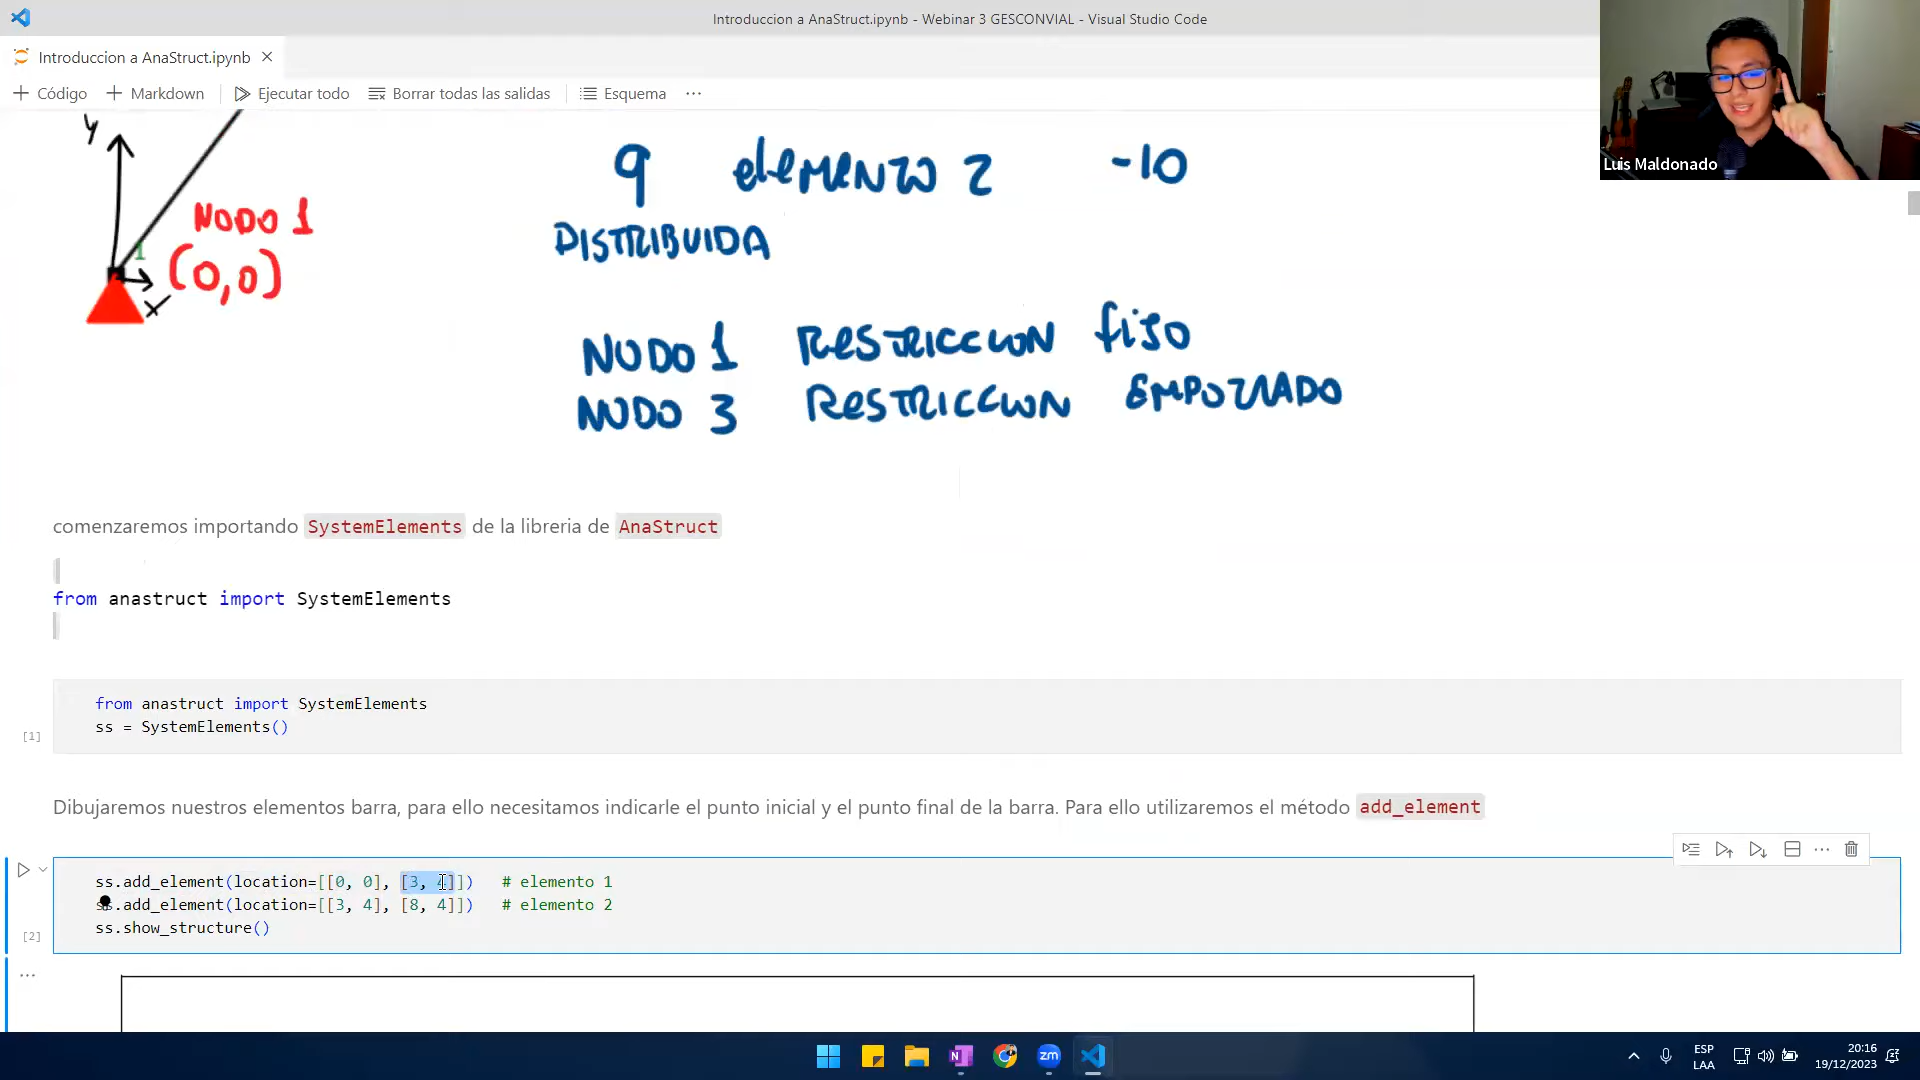 Introduccion a AnaStruct.ipynb - Webinar 3 GESCONVIAL - Visual Studio Code
Introduccion a AnaStruct.ipynb
Código Markdown Ejecutar todo Borrar todas las salidas Esquema ...
Luis Maldonado
y
9 elemento 2 -10
NODO 1
DISTRIBUIDA
1
(0,0)
x
NODO 1 RESTRICCION fijo
NODO 3 RESTRICCION EMPOTRADO
comenzaremos importando SystemElements de la libreria de AnaStruct
from anastruct import SystemElements
from anastruct import SystemElements
ss = SystemElements()
[1]
Dibujaremos nuestros elementos barra, para ello necesitamos indicarle el punto inicial y el punto final de la barra. Para ello utilizaremos el método add_element
ss.add_element(location=[[0, 0], [3, 4]]) # elemento 1
ss.add_element(location=[[3, 4], [8, 4]]) # elemento 2
ss.show_structure()
[2]
...
N
zm
ESP
LAA
20:16
19/12/2023